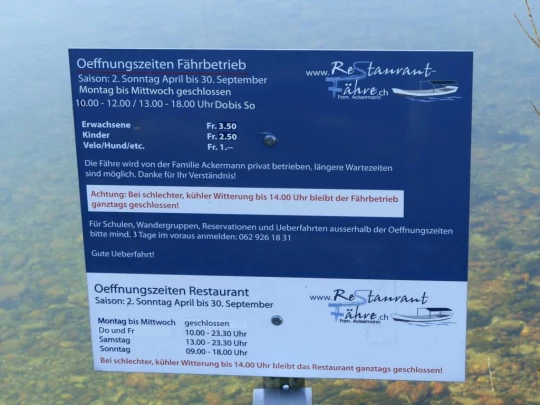 Oeffnungszeiten Fährbetrieb
Saison: 2. Sonntag April bis 30. September
Montag bis Mittwoch geschlossen
10.00 - 12.00 / 13.00 - 18.00 Uhr Do bis So
www.ReStaurant-
Fähre.ch
Fam. Ackermann
Erwachsene Fr. 3.50
Kinder Fr. 2.50
Velo/Hund/etc. Fr. 1.--
Die Fähre wird von der Familie Ackermann privat betrieben, längere Wartezeiten
sind möglich. Danke für Ihr Verständnis!
Achtung: Bei schlechter, kühler Witterung bis 14.00 Uhr bleibt der Fährbetrieb
ganztags geschlossen!
Für Schulen, Wandergruppen, Reservationen und Ueberfahrten ausserhalb der Oeffnungszeiten
bitte mind. 3 Tage im voraus anmelden: 062 926 18 31
Gute Ueberfahrt!
Oeffnungszeiten Restaurant
Saison: 2. Sonntag April bis 30. September
www.ReStaurant
Fähre.ch
Fam. Ackermann
Montag bis Mittwoch geschlossen
Do und Fr 10.00 - 23.30 Uhr
Samstag 13.00 - 23.30 Uhr
Sonntag 09.00 - 18.00 Uhr
Bei schlechter, kühler Witterung bis 14.00 Uhr bleibt das Restaurant ganztags geschlossen!